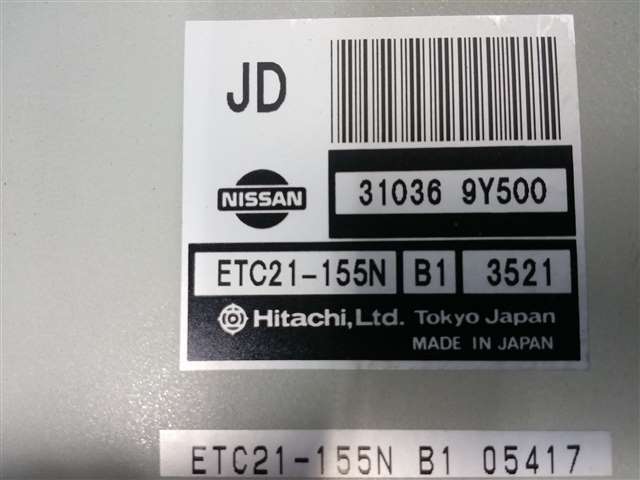 JD
NISSAN
31036 9Y500
ETC21-155N B1 3521
Hitachi,Ltd. Tokyo Japan
MADE IN JAPAN
ETC21-155N B1 05417